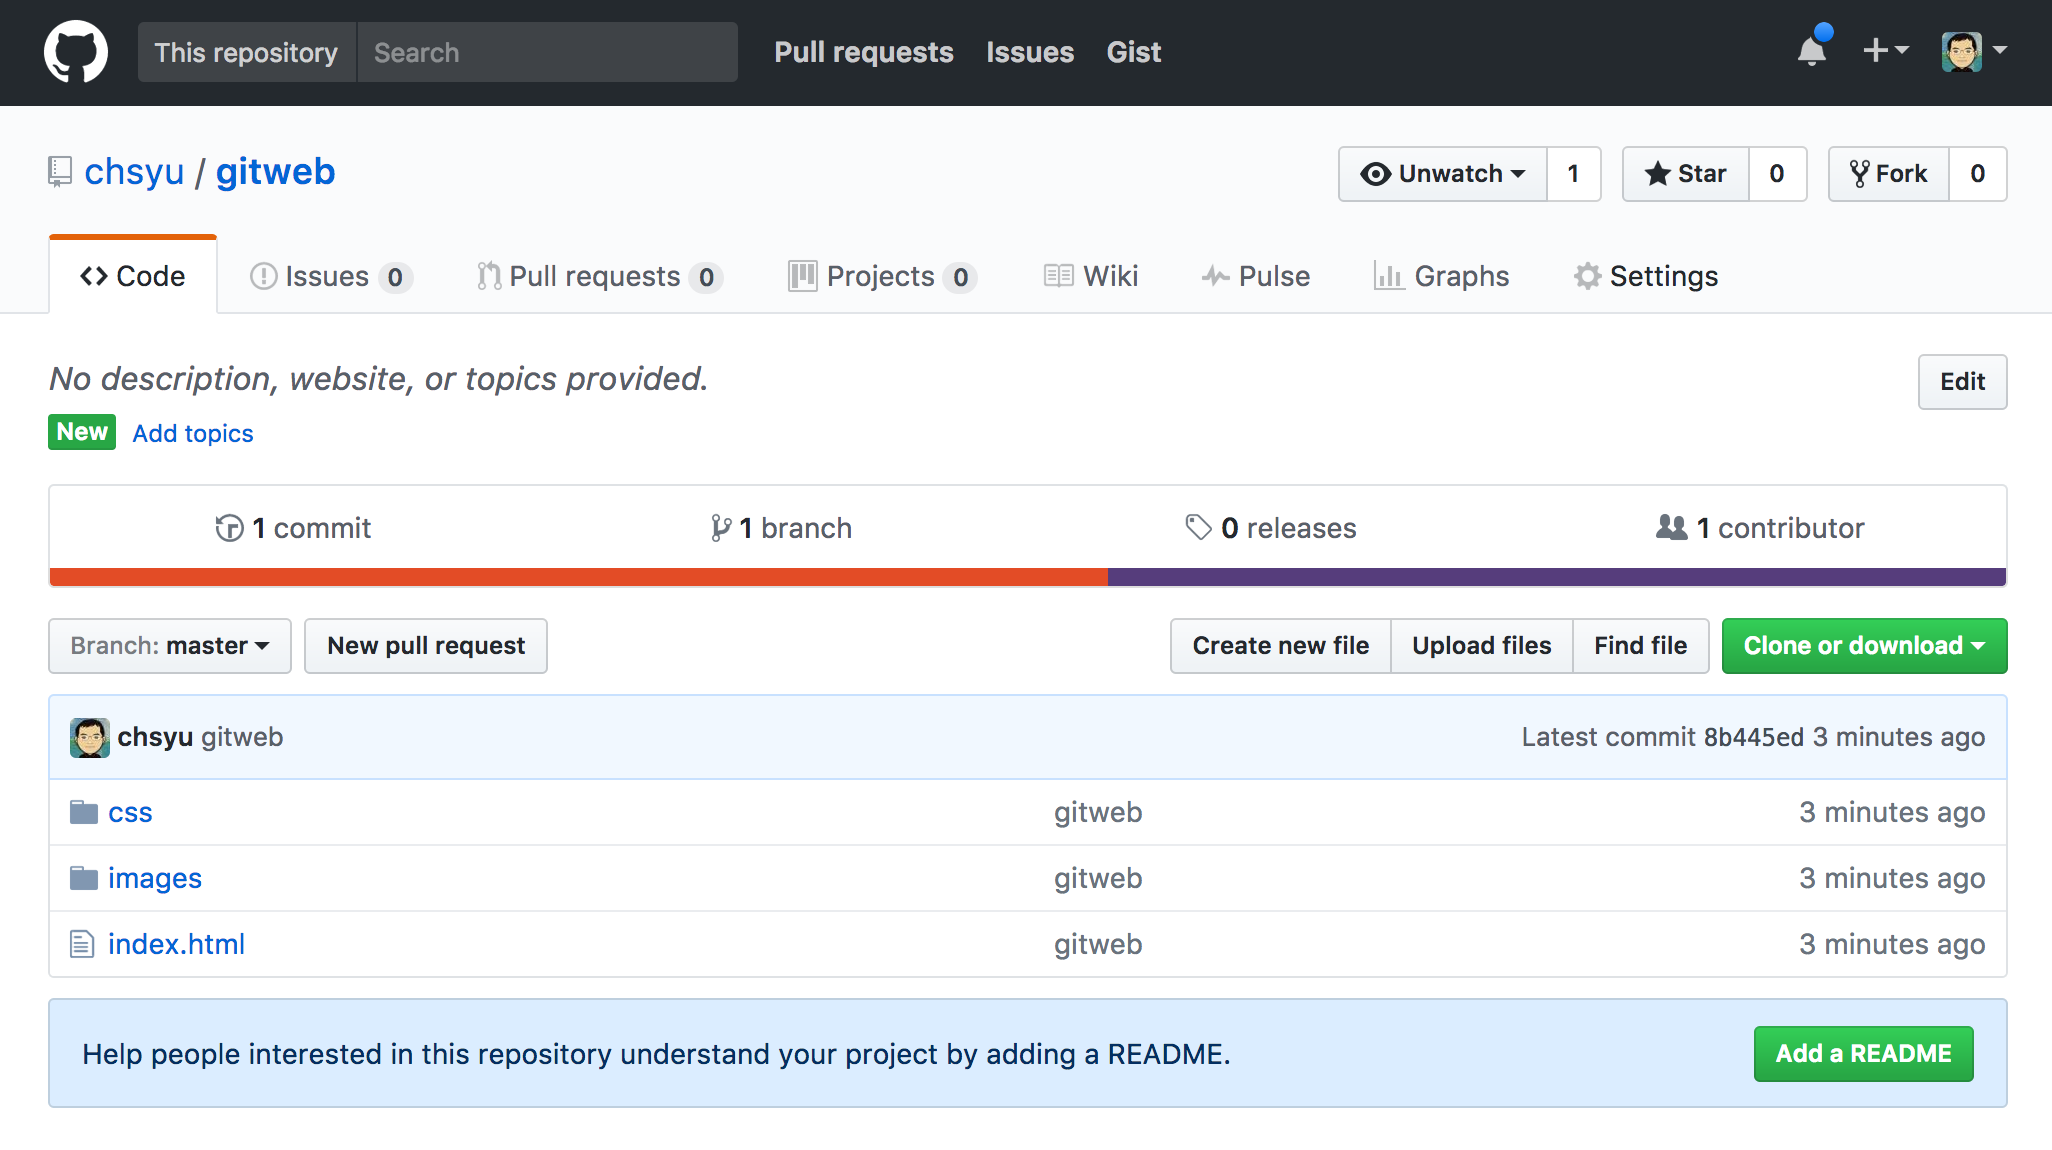 This repository Search Pull requests Issues Gist
chsyu / gitweb Unwatch 1 Star 0 Fork 0
Code Issues 0 Pull requests 0 Projects 0 Wiki Pulse Graphs Settings
No description, website, or topics provided. Edit
New Add topics
1 commit 1 branch 0 releases 1 contributor
Branch: master New pull request Create new file Upload files Find file Clone or download
chsyu gitweb Latest commit 8b445ed 3 minutes ago
css gitweb 3 minutes ago
images gitweb 3 minutes ago
index.html gitweb 3 minutes ago
Help people interested in this repository understand your project by adding a README. Add a README